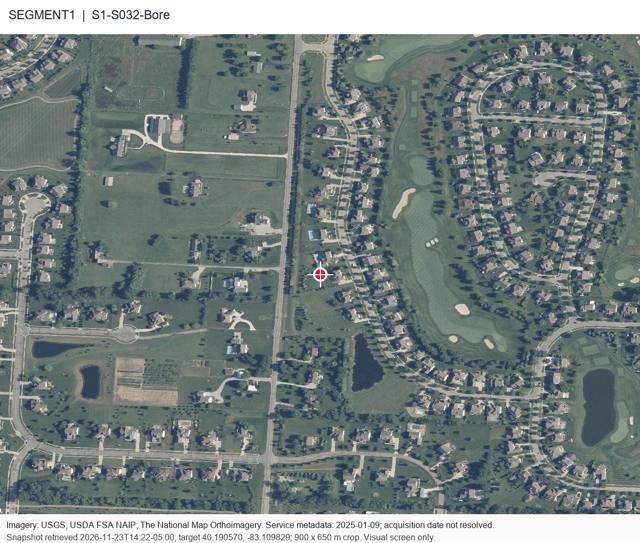 SEGMENT1 | S1-S032-Bore
Imagery: USGS, USDA FSA NAIP; The National Map Orthoimagery. Service metadata: 2025-01-09; acquisition date not resolved.
Snapshot retrieved 2026-11-23T14:22-05:00; target 40.190570, -83.109829; 900 x 650 m crop. Visual screen only.